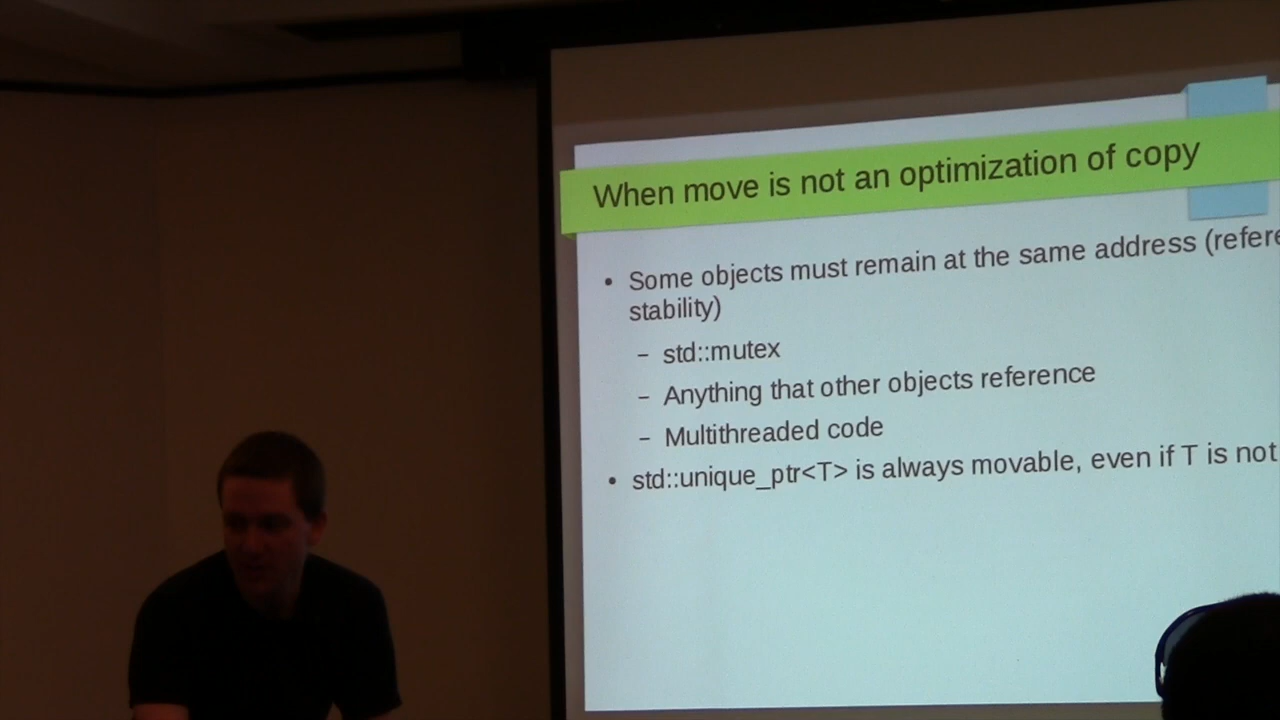 When move is not an optimization of copy
• Some objects must remain at the same address
stability)
– std::mutex
– Anything that other objects reference
– Multithreaded code
• std::unique_ptr<T> is always movable, even if T is not